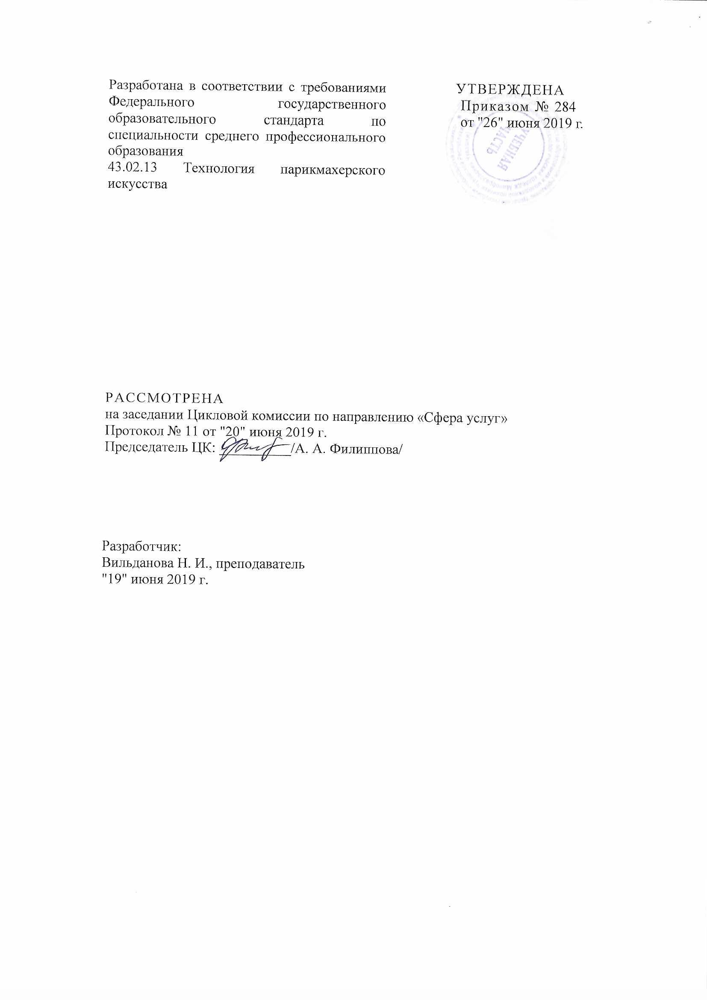 Разработана в соответствии с требованиями
Федерального государственного
образовательного стандарта по
специальности среднего профессионального
образования
43.02.13 Технология парикмахерского
искусства
УТВЕРЖДЕНА
Приказом № 284
от "26" июня 2019 г.
УЧЕБНАЯ
ЧАСТЬ
РАССМОТРЕНА
на заседании Цикловой комиссии по направлению «Сфера услуг»
Протокол № 11 от "20" июня 2019 г.
Председатель ЦК: /А. А. Филиппова/
Разработчик:
Вильданова Н. И., преподаватель
"19" июня 2019 г.